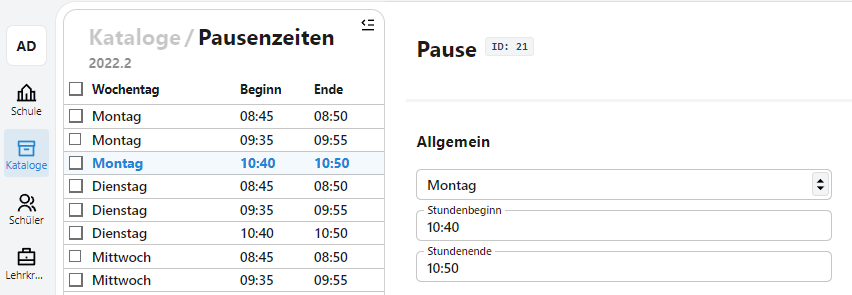 AD
Schule
Kataloge
Schüler
Lehrkr...
Kataloge / Pausenzeiten
2022.2
Wochentag Beginn Ende
Montag 08:45 08:50
Montag 09:35 09:55
Montag 10:40 10:50
Dienstag 08:45 08:50
Dienstag 09:35 09:55
Dienstag 10:40 10:50
Mittwoch 08:45 08:50
Mittwoch 09:35 09:55
Pause ID: 21
Allgemein
Montag
Stundenbeginn
10:40
Stundenende
10:50